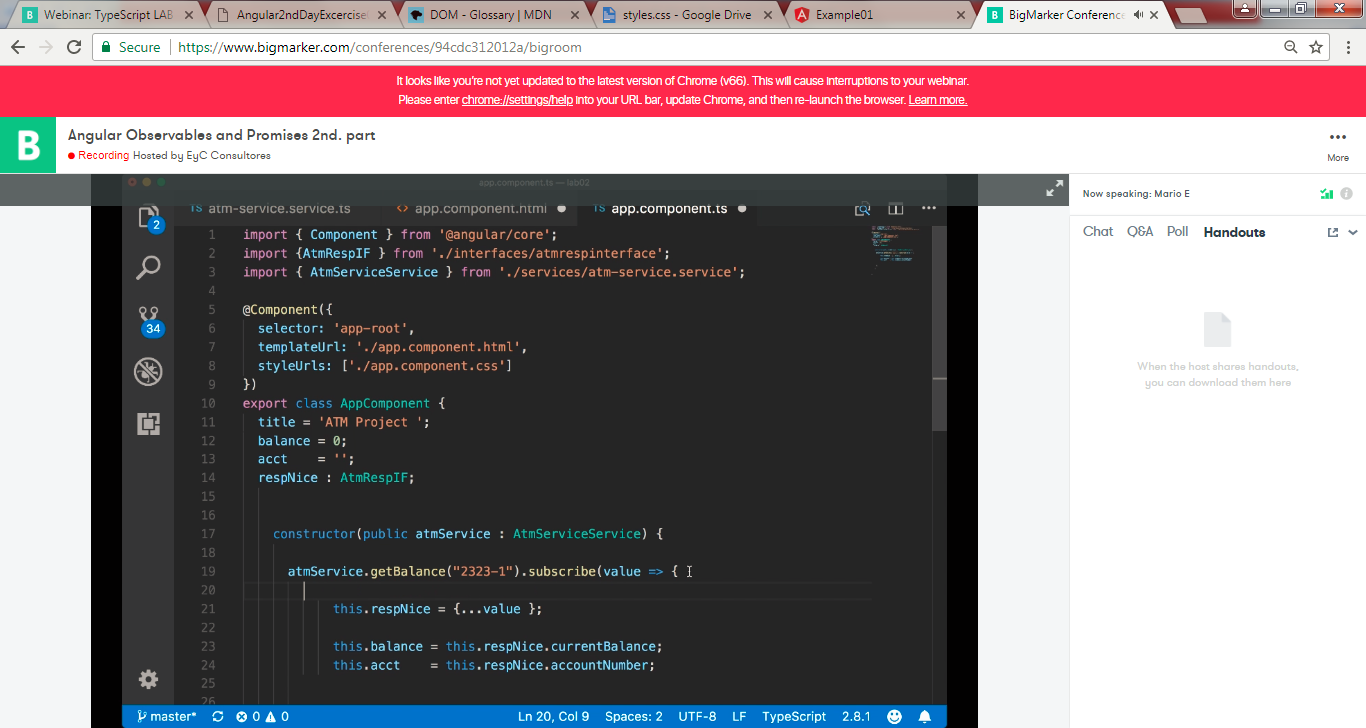 Webinar: TypeScript LAB
Angular2ndDayExcercise
DOM - Glossary | MDN
styles.css - Google Drive
Example01
BigMarker Conference
Secure
https://www.bigmarker.com/conferences/94cdc312012a/bigroom
It looks like you're not yet updated to the latest version of Chrome (v66). This will cause interruptions to your webinar.
Please enter chrome://settings/help into your URL bar, update Chrome, and then re-launch the browser. Learn more.
B
Angular Observables and Promises 2nd. part
Recording Hosted by EyC Consultores
More
app.component.ts — lab02
Now speaking: Mario E
TS atm-service.service.ts
<> app.component.html
TS app.component.ts
Chat Q&A Poll Handouts
2
34
1 import { Component } from '@angular/core';
2 import {AtmRespIF } from './interfaces/atmrespinterface';
3 import { AtmServiceService } from './services/atm-service.service';
4
5 @Component({
6 selector: 'app-root',
7 templateUrl: './app.component.html',
8 styleUrls: ['./app.component.css']
9 })
10 export class AppComponent {
11 title = 'ATM Project ';
12 balance = 0;
13 acct    = '';
14 respNice : AtmRespIF;
15
16
17 constructor(public atmService : AtmServiceService) {
18
19 atmService.getBalance("2323-1").subscribe(value => {
20
21 this.respNice = {...value };
22
23 this.balance = this.respNice.currentBalance;
24 this.acct    = this.respNice.accountNumber;
25
26
When the host shares handouts,
you can download them here
master* 0 0 Ln 20, Col 9 Spaces: 2 UTF-8 LF TypeScript 2.8.1